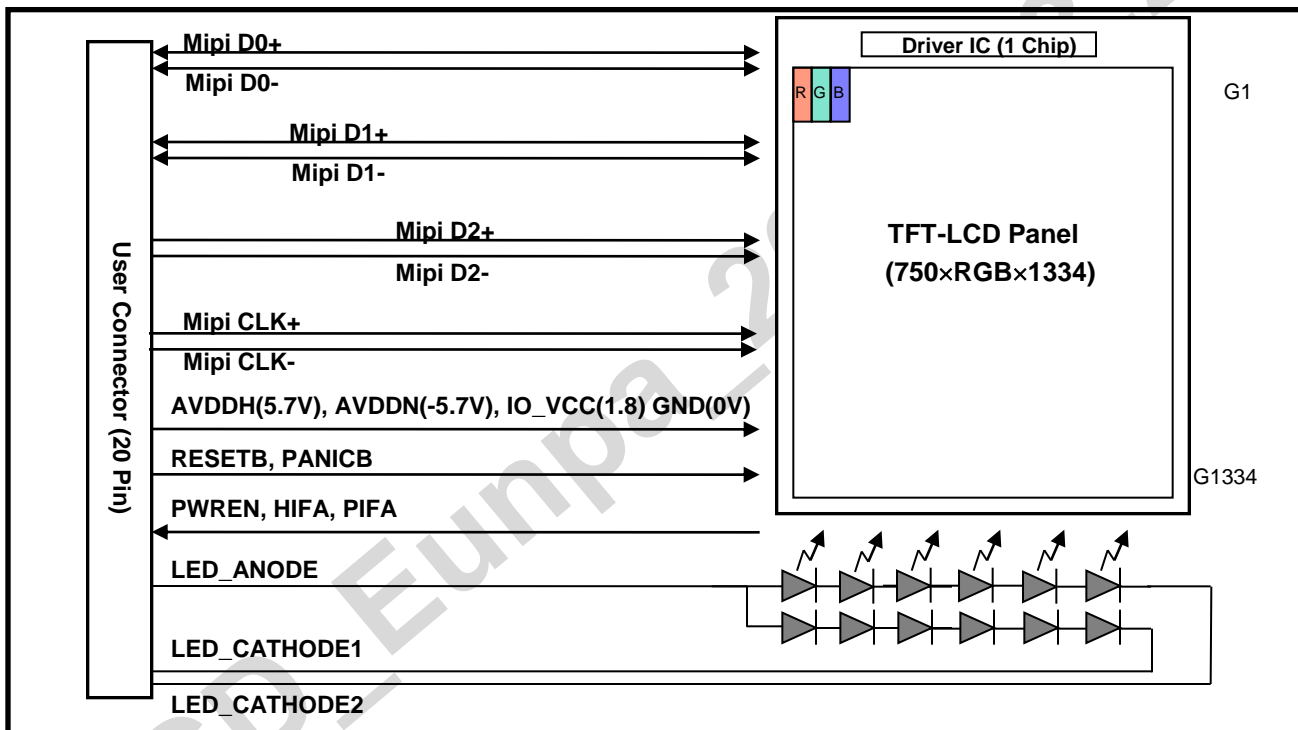 Mipi D0+
Mipi D0-
Mipi D1+
Mipi D1-
Mipi D2+
Mipi D2-
Mipi CLK+
Mipi CLK-
AVDDH(5.7V), AVDDN(-5.7V), IO_VCC(1.8) GND(0V)
RESETB, PANICB
PWREN, HIFA, PIFA
LED_ANODE
LED_CATHODE1
LED_CATHODE2
User Connector (20 Pin)
Driver IC (1 Chip)
R G B
G1
TFT-LCD Panel
(750×RGB×1334)
G1334